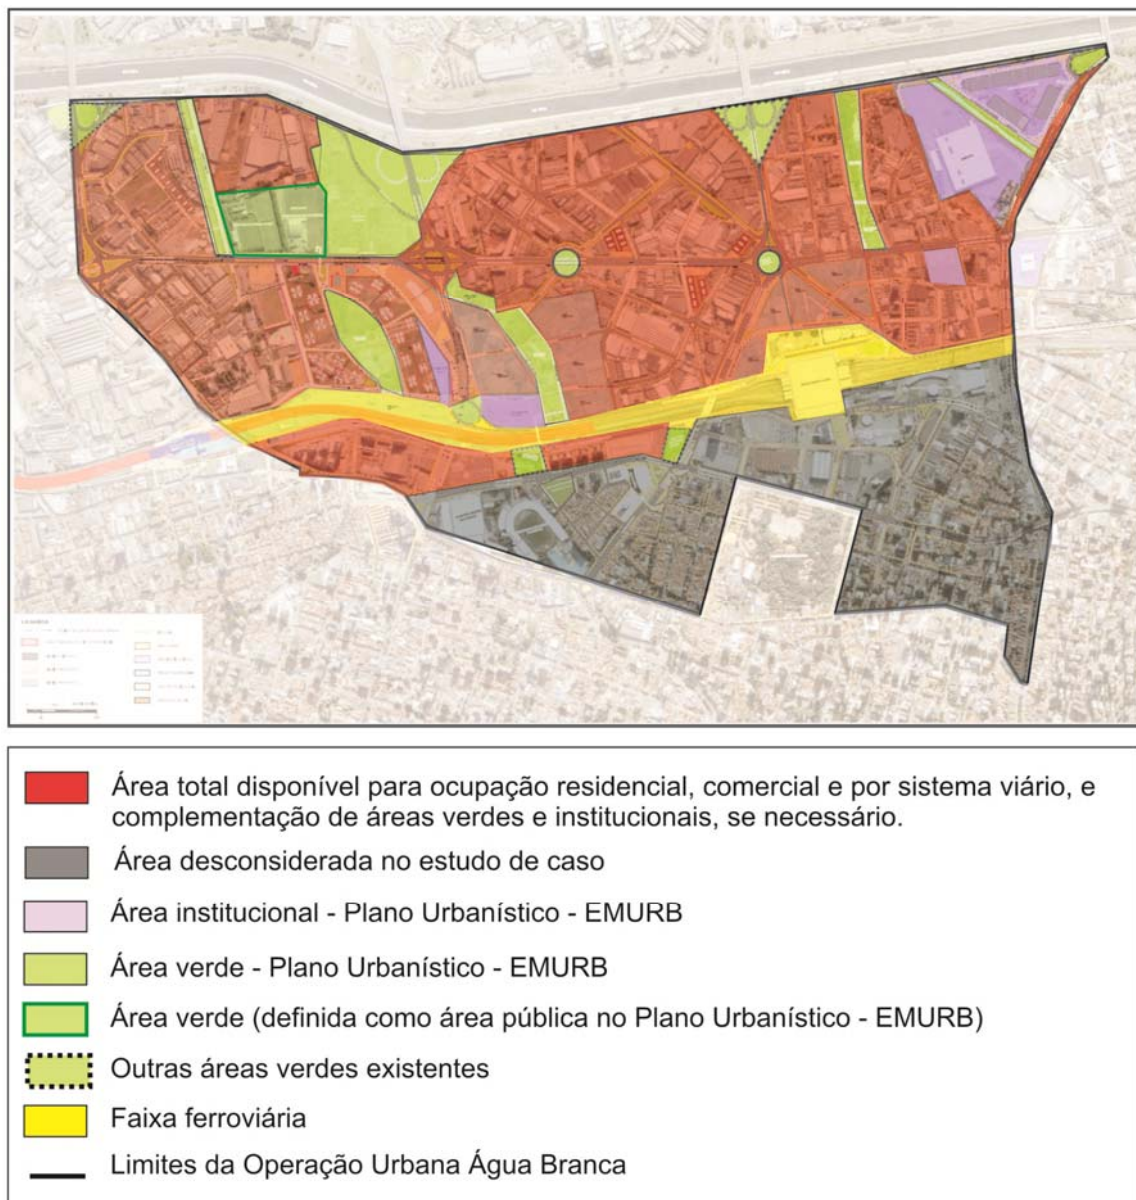 Área total disponível para ocupação residencial, comercial e por sistema viário, e
complementação de áreas verdes e institucionais, se necessário.
Área desconsiderada no estudo de caso
Área institucional - Plano Urbanístico - EMURB
Área verde - Plano Urbanístico - EMURB
Área verde (definida como área pública no Plano Urbanístico - EMURB)
Outras áreas verdes existentes
Faixa ferroviária
Limites da Operação Urbana Água Branca